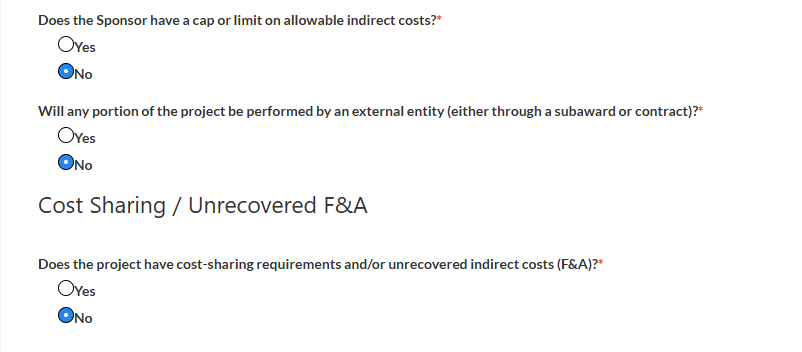 Does the Sponsor have a cap or limit on allowable indirect costs?*
Yes
No
Will any portion of the project be performed by an external entity (either through a subaward or contract)?*
Yes
No
Cost Sharing / Unrecovered F&A
Does the project have cost-sharing requirements and/or unrecovered indirect costs (F&A)?*
Yes
No